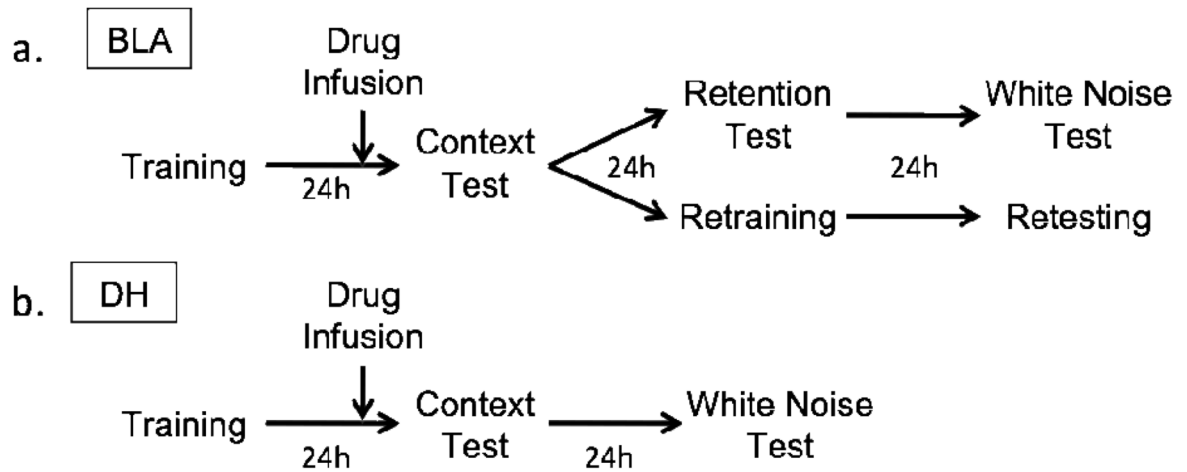 a.
BLA
Drug
Infusion
Training
24h
Context
Test
24h
Retention
Test
24h
White Noise
Test
Retraining
Retesting
b.
DH
Drug
Infusion
Training
24h
Context
Test
24h
White Noise
Test